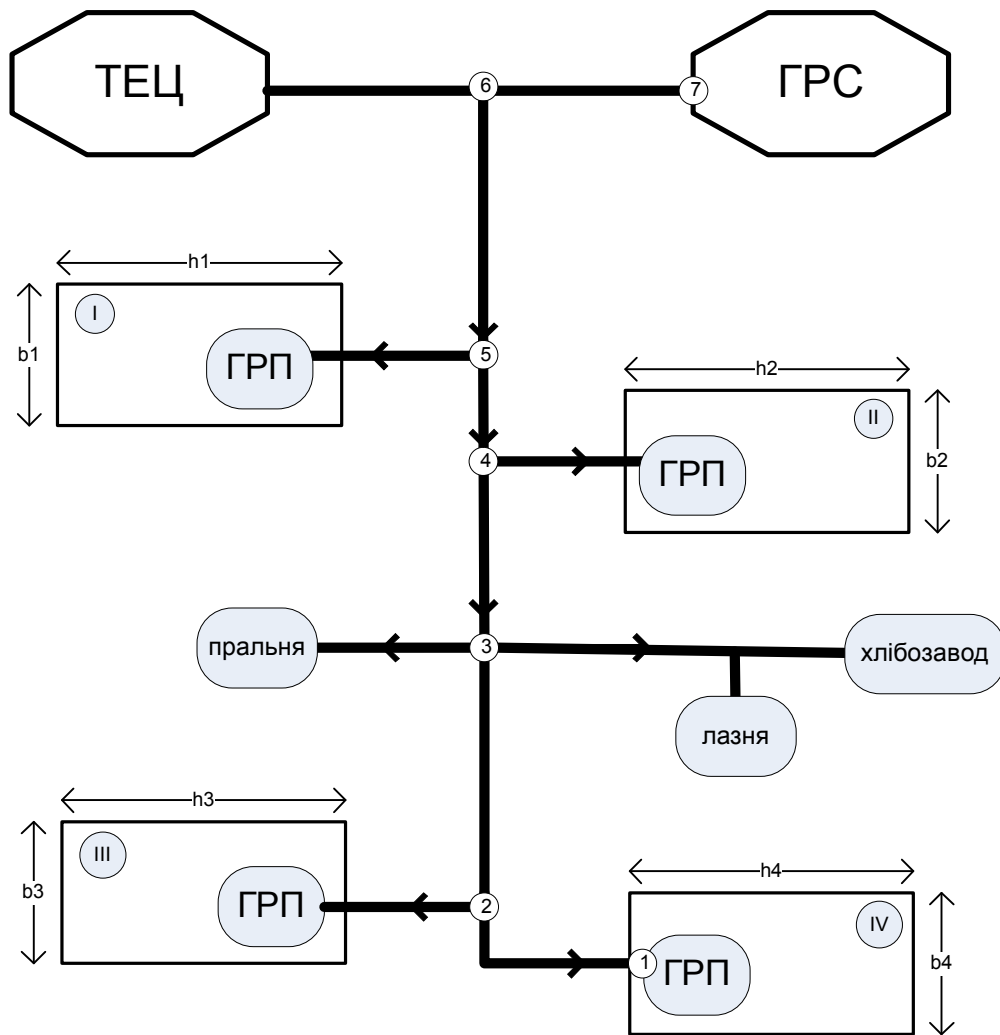 ТЕЦ
6
7
ГРС
h1
I
b1
ГРП
5
h2
II
4
ГРП
b2
пральня
3
хлібозавод
лазня
h3
III
b3
ГРП
2
h4
IV
1
ГРП
b4